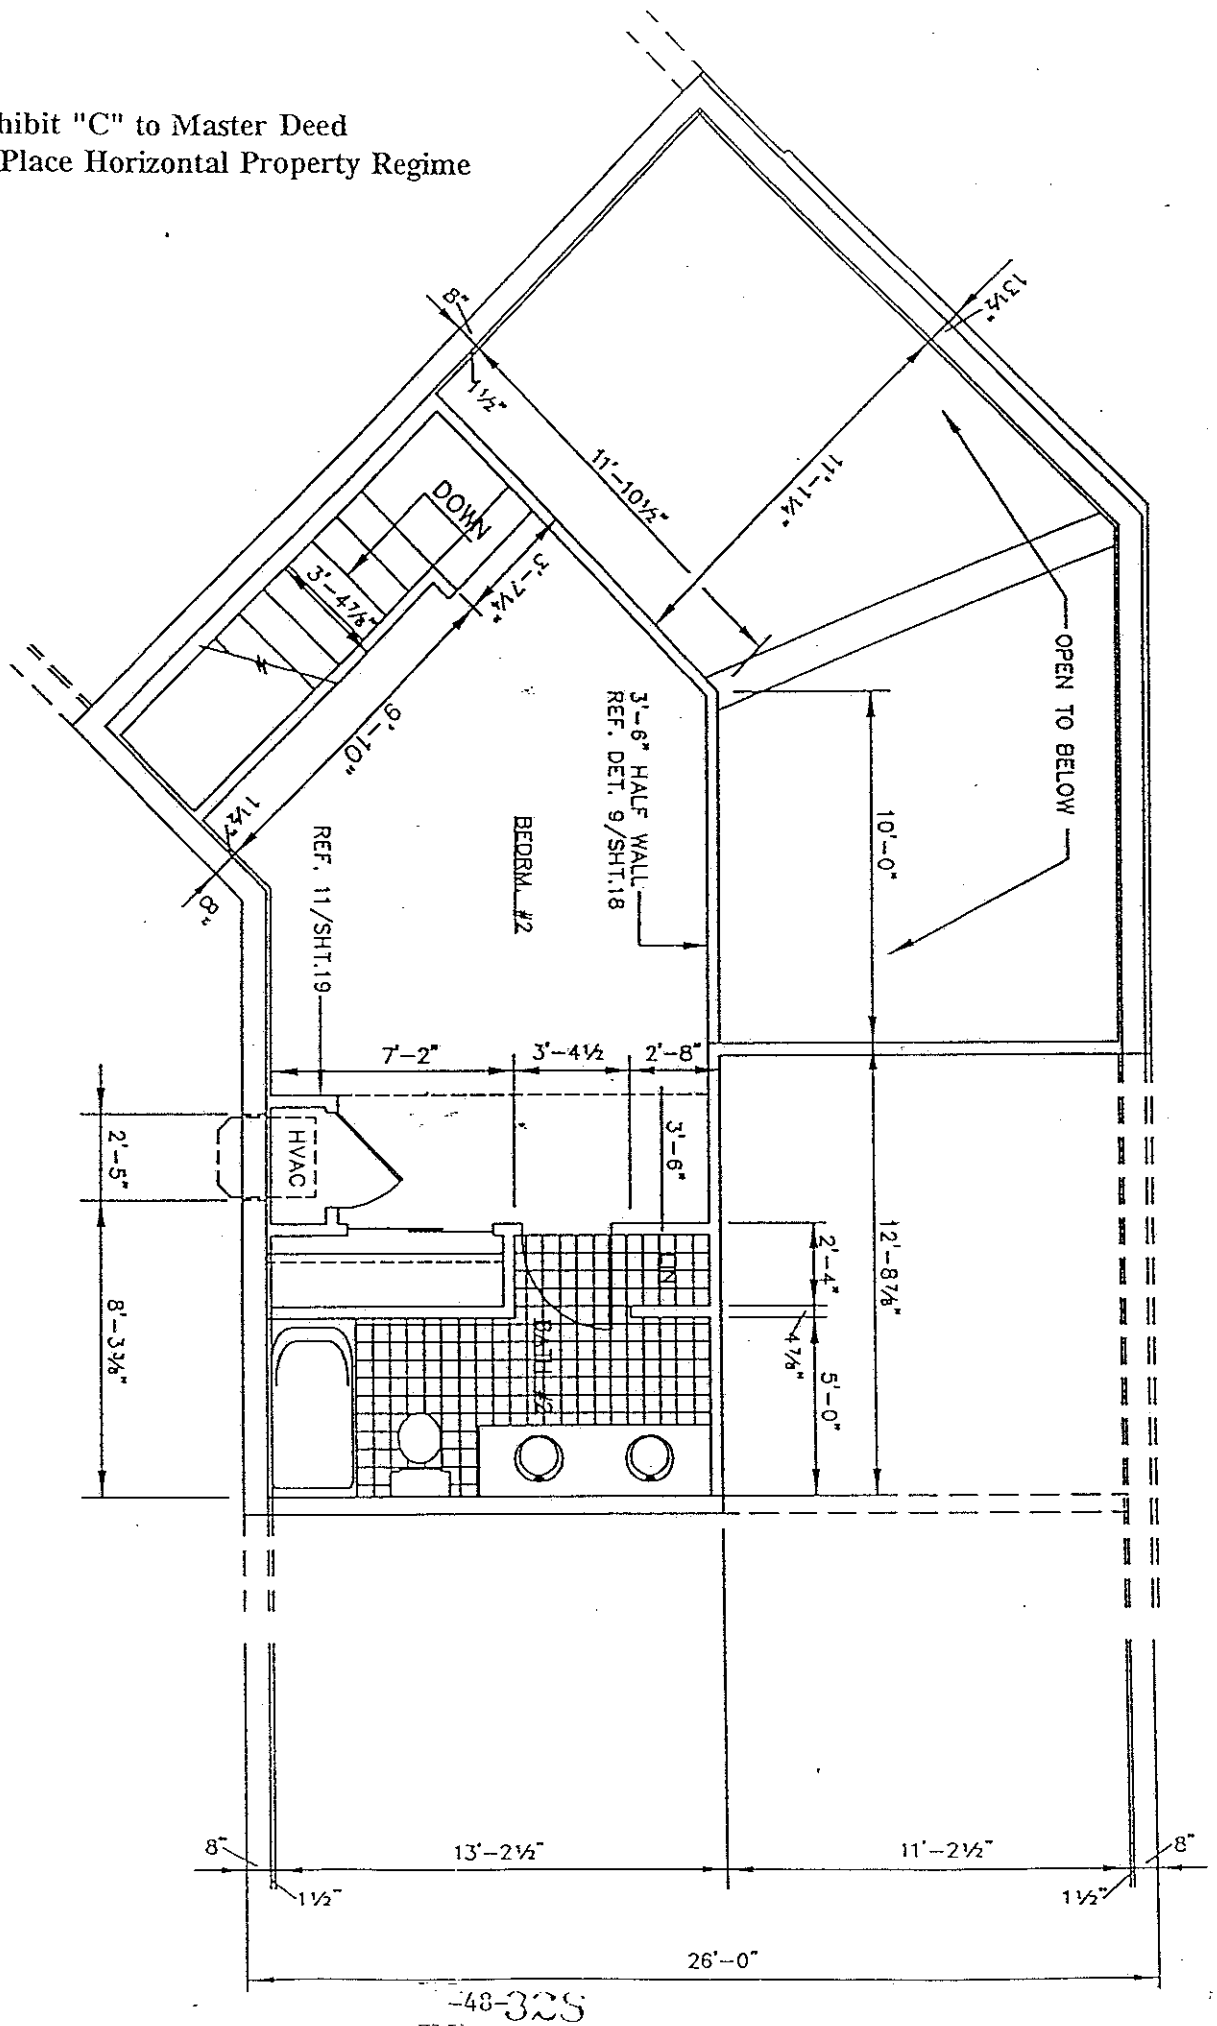 hibit "C" to Master Deed
Place Horizontal Property Regime
8"
1½"
13½"
11'-10½"
11'-1¼"
DOWN
3'-7¼"
3'-4⅞"
9'-10"
1½"
8"
OPEN TO BELOW
3'-6" HALF WALL
REF. DET. 9/SHT.18
10'-0"
BEDRM. #2
REF. 11/SHT.19
7'-2"
3'-4½
2'-8"
3'-6"
HVAC
2'-5"
LIN
2'-4"
12'-8⅞"
4⅞"
5'-0"
BATH #2
8'-3⅜"
8"
13'-2½"
11'-2½"
8"
1½"
1½"
26'-0"
-48-